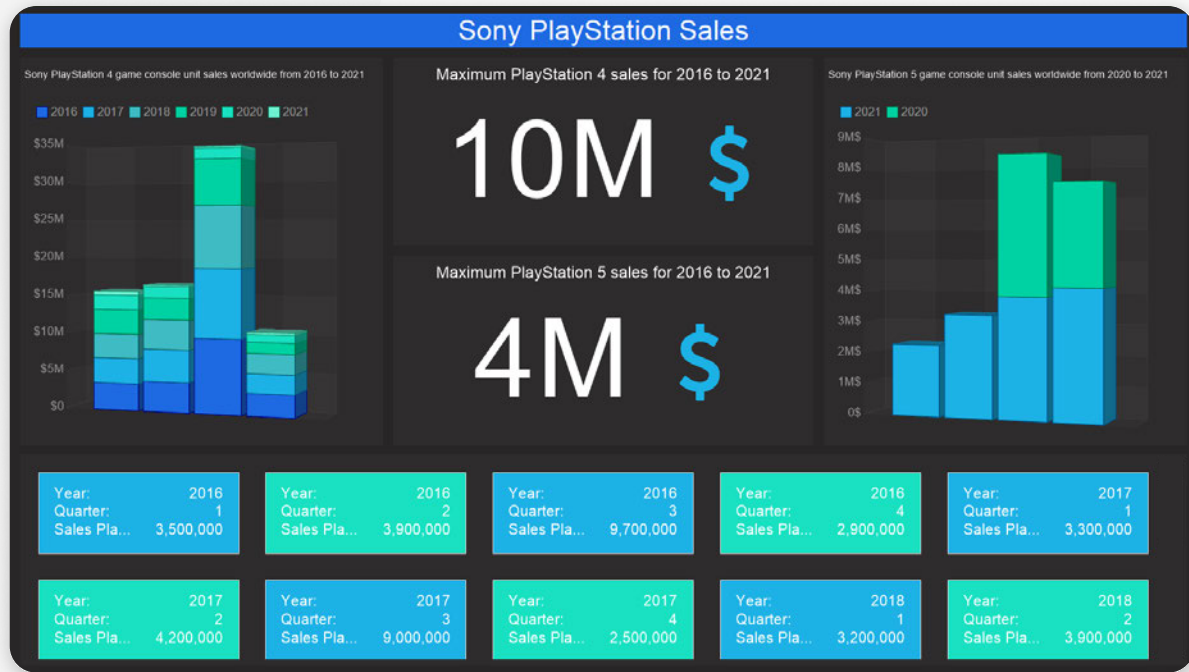 Sony PlayStation Sales
Sony PlayStation 4 game console unit sales worldwide from 2016 to 2021
2016 2017 2018 2019 2020 2021
$35M
$30M
$25M
$20M
$15M
$10M
$5M
$0
Maximum PlayStation 4 sales for 2016 to 2021
10M $
Maximum PlayStation 5 sales for 2016 to 2021
4M $
Sony PlayStation 5 game console unit sales worldwide from 2020 to 2021
2021 2020
9M$
8M$
7M$
6M$
5M$
4M$
3M$
2M$
1M$
0$
Year: 2016
Quarter: 1
Sales Pla... 3,500,000
Year: 2016
Quarter: 2
Sales Pla... 3,900,000
Year: 2016
Quarter: 3
Sales Pla... 9,700,000
Year: 2016
Quarter: 4
Sales Pla... 2,900,000
Year: 2017
Quarter: 1
Sales Pla... 3,300,000
Year: 2017
Quarter: 2
Sales Pla... 4,200,000
Year: 2017
Quarter: 3
Sales Pla... 9,000,000
Year: 2017
Quarter: 4
Sales Pla... 2,500,000
Year: 2018
Quarter: 1
Sales Pla... 3,200,000
Year: 2018
Quarter: 2
Sales Pla... 3,900,000